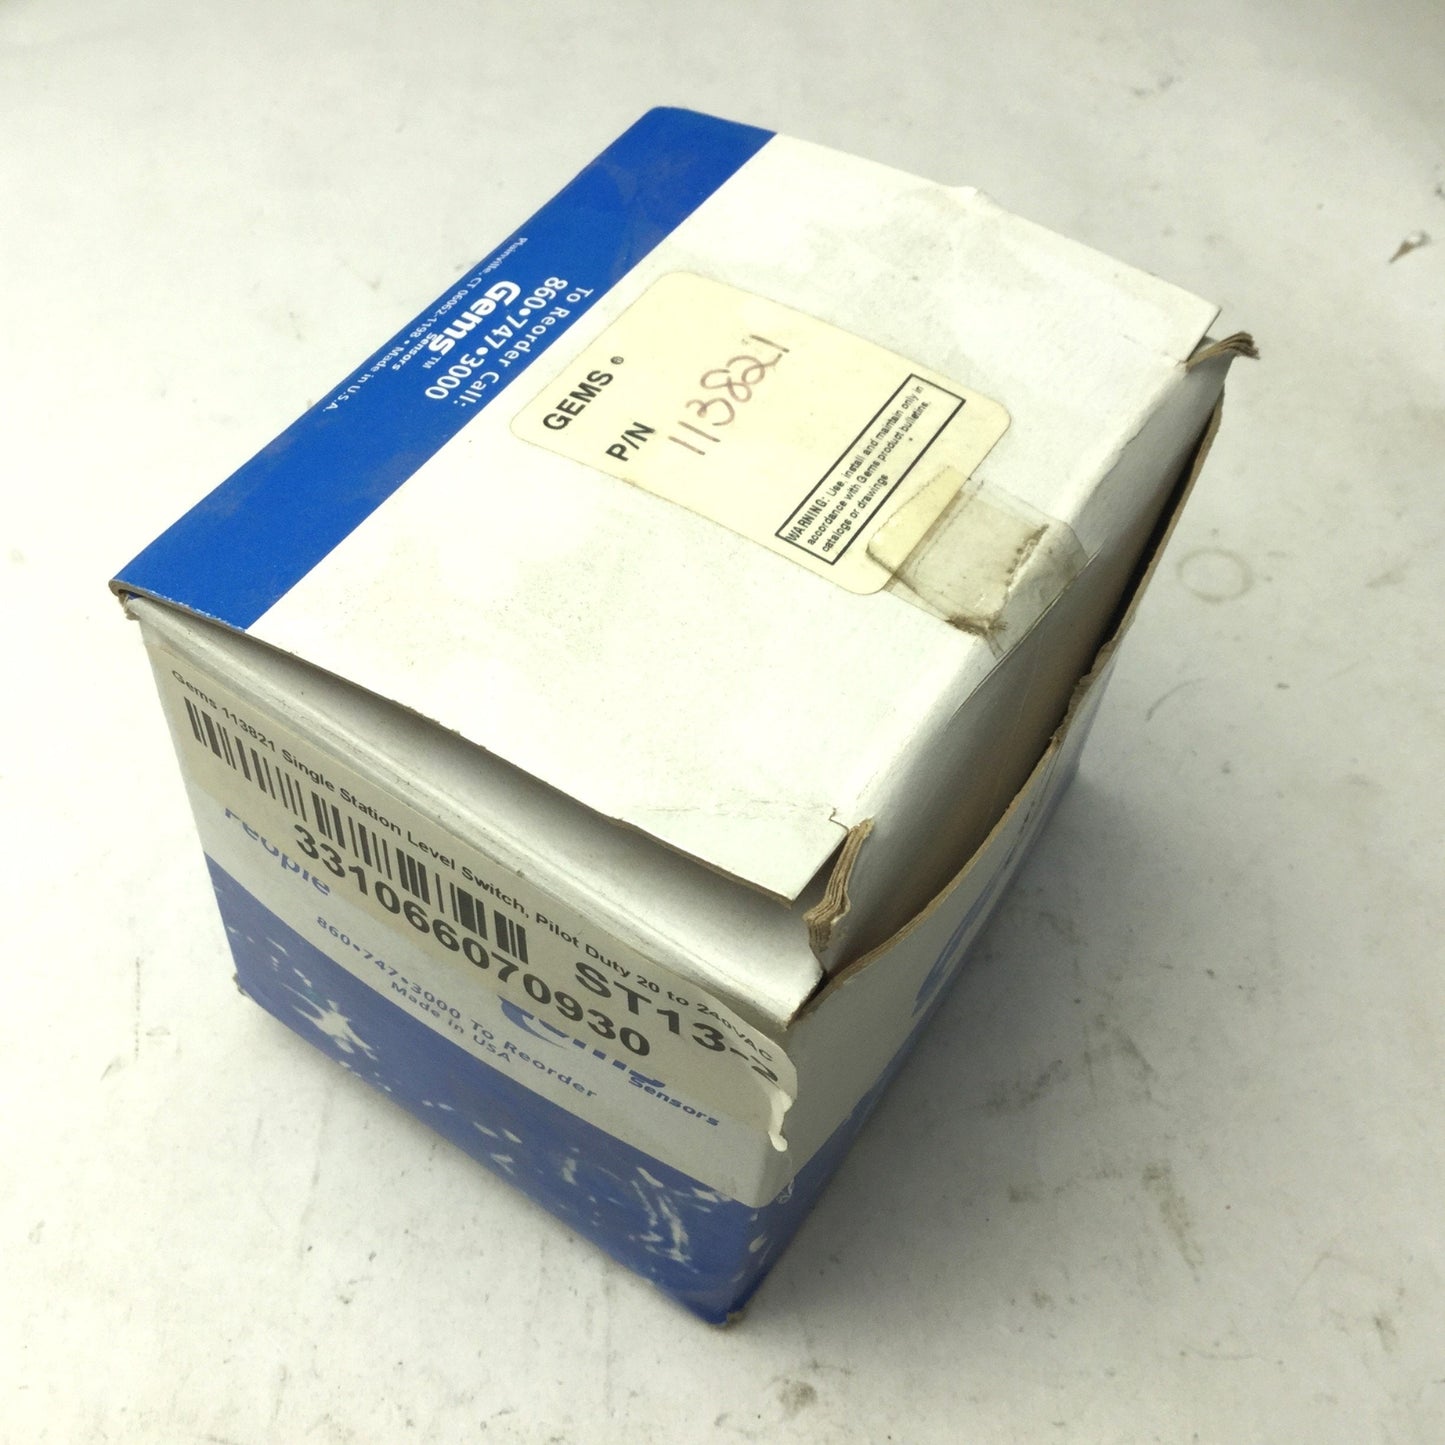 To Reorder Call:
860•747•3000
Gems™
Sensors
Plainville, CT 06062-1198 • Made in U.S.A.
GEMS ®
P/N 113821
WARNING: Use, install and maintain only in
accordance with Gems product bulletins,
catalogs or drawings
Gems 113821 Single Station Level Switch, Pilot Duty 20 to 240VAC
ST13-2
331066070930
People
860•747•3000 To Reorder
Made in USA
Sensors